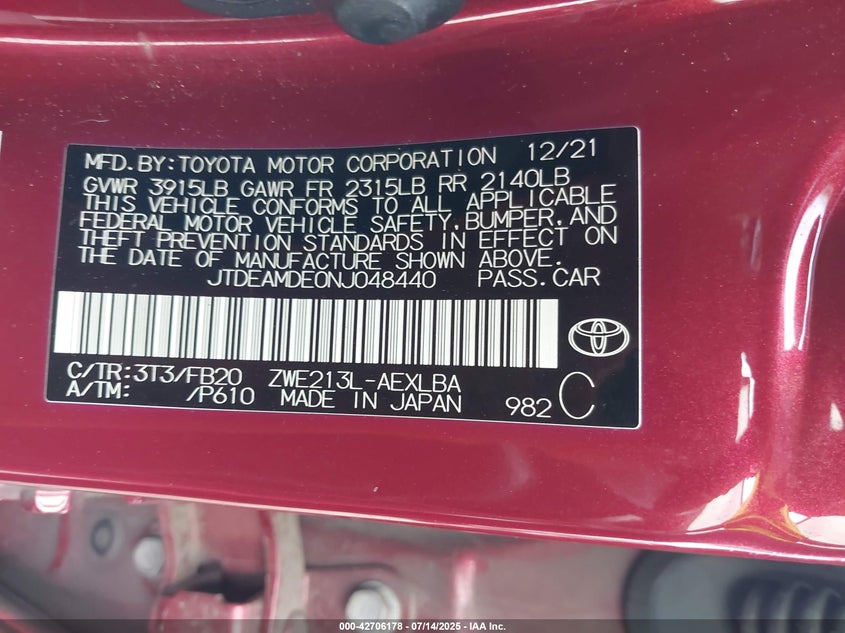 MFD.BY:TOYOTA MOTOR CORPORATION 12/21
GVWR 3915LB GAWR FR 2315LB RR 2140LB
THIS VEHICLE CONFORMS TO ALL APPLICABLE
FEDERAL MOTOR VEHICLE SAFETY,BUMPER,AND
THEFT PREVENTION STANDARDS IN EFFECT ON
THE DATE OF MANUFACTURE SHOWN ABOVE.
JTDEAMDE0NJ048440 PASS.CAR
C/TR:3T3/FB20 ZWE213L-AEXLBA
A/TM: /P610 MADE IN JAPAN 982 C
000-42706178 | 07/14/2025 | IAA Inc.